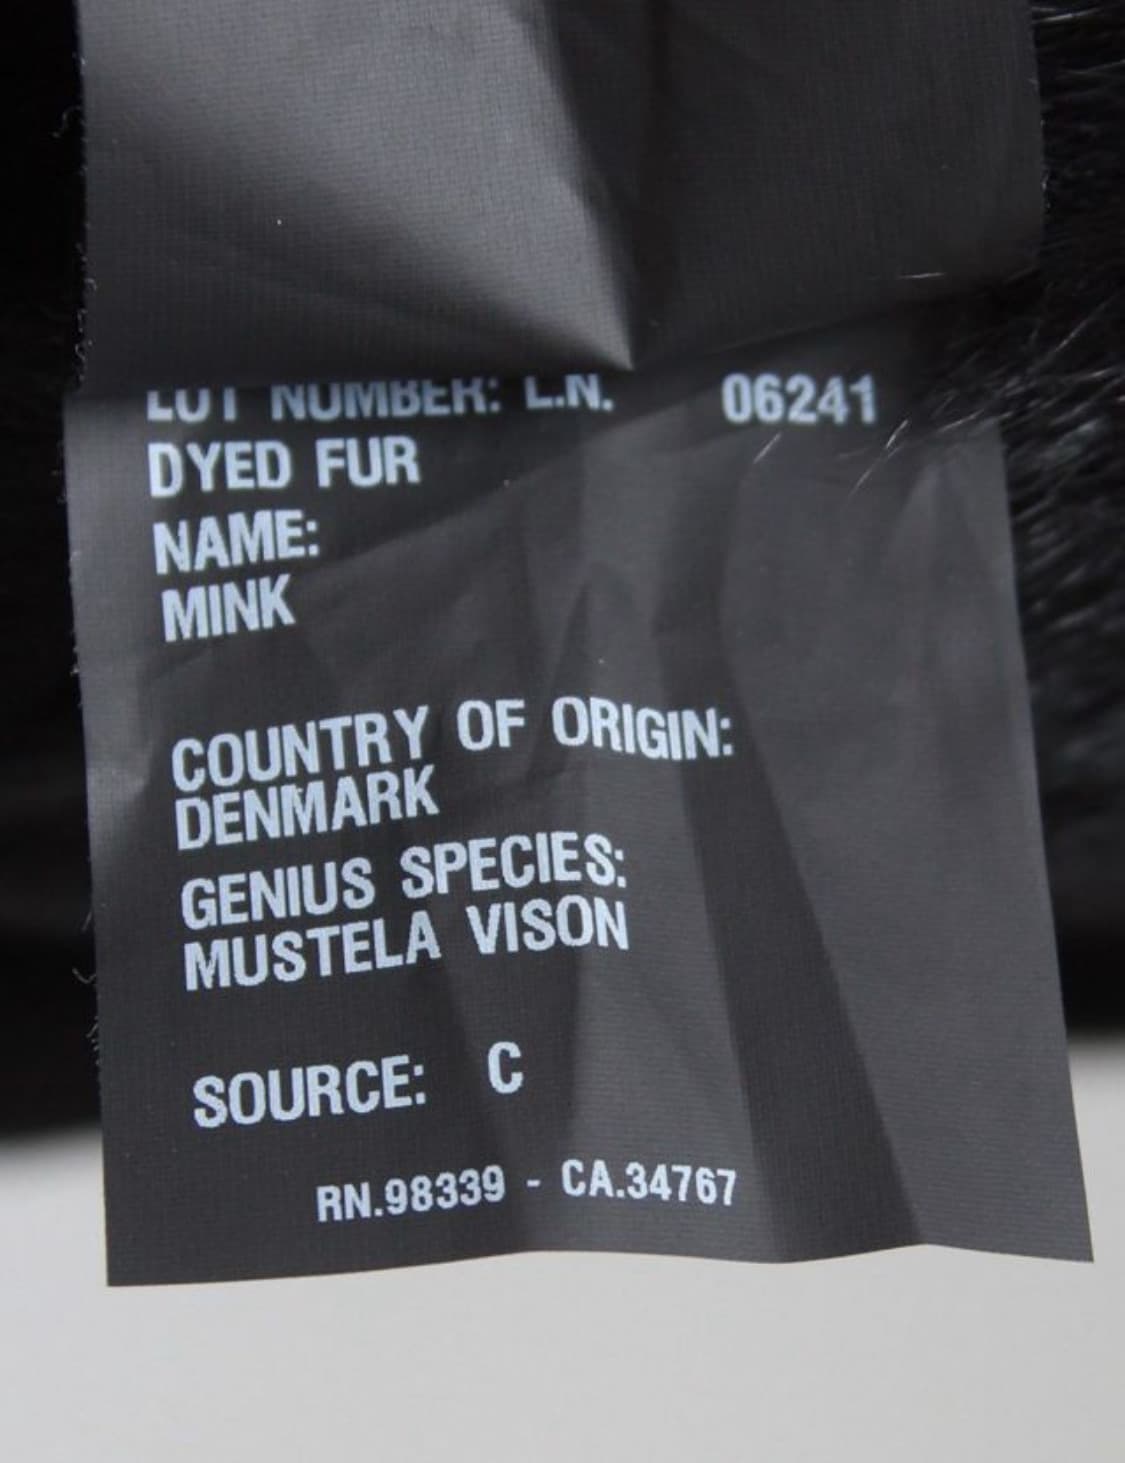 LOT NUMBER: L.N. 06241
DYED FUR
NAME:
MINK
COUNTRY OF ORIGIN:
DENMARK
GENIUS SPECIES:
MUSTELA VISON
SOURCE: C
RN.98339 - CA.34767